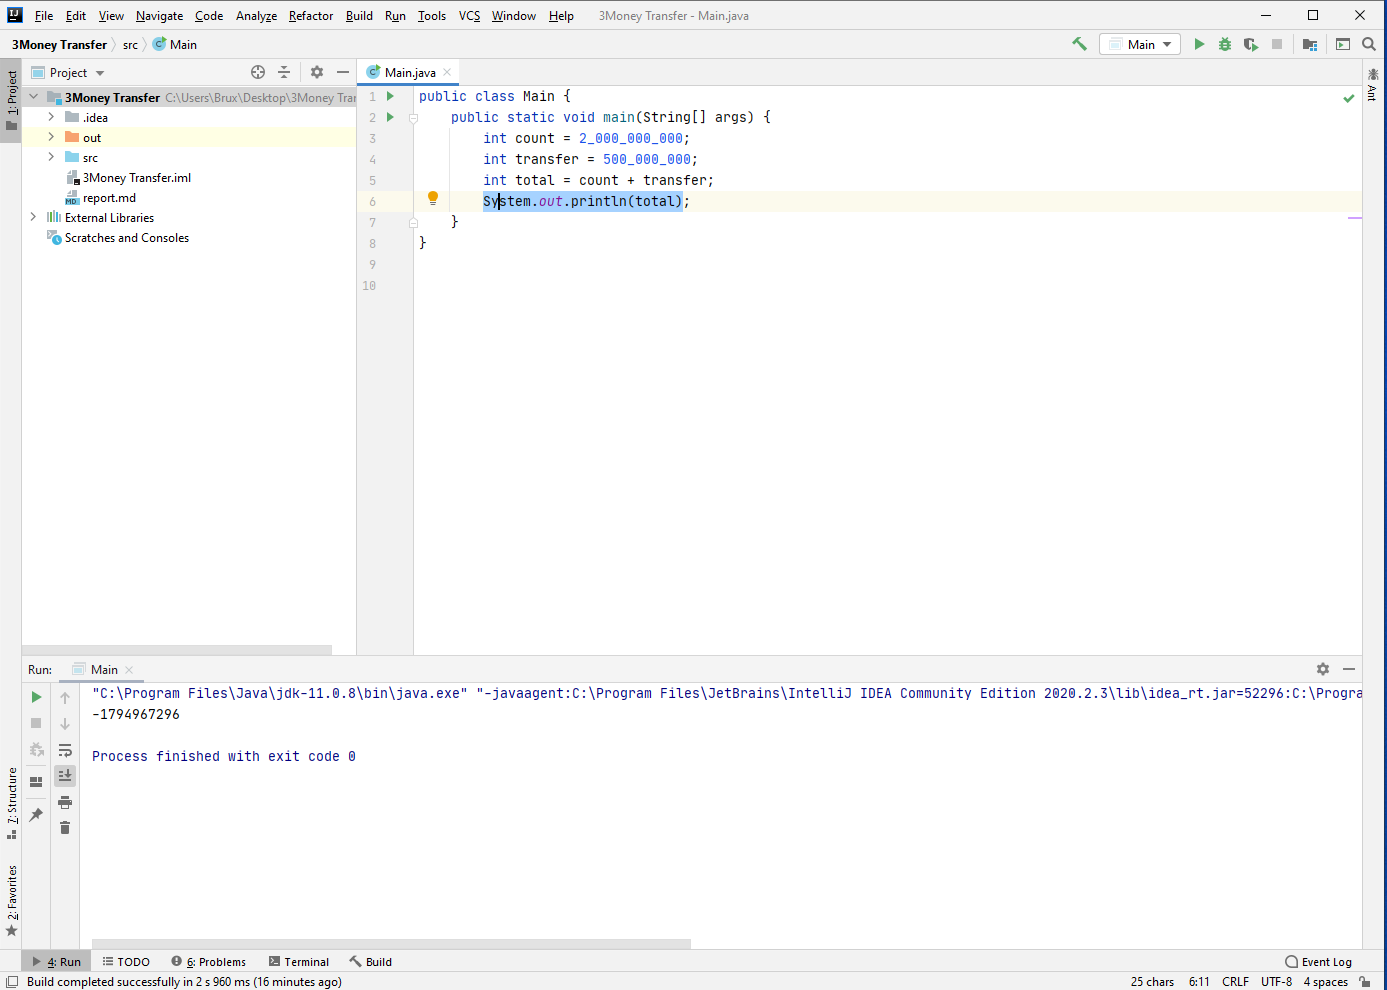 File Edit View Navigate Code Analyze Refactor Build Run Tools VCS Window Help 3Money Transfer - Main.java
3Money Transfer src Main
Main
1: Project
Project
3Money Transfer C:\Users\Brux\Desktop\3Money Tra
.idea
out
src
3Money Transfer.iml
report.md
External Libraries
Scratches and Consoles
Main.java
1 public class Main {
2 public static void main(String[] args) {
3 int count = 2_000_000_000;
4 int transfer = 500_000_000;
5 int total = count + transfer;
6 System.out.println(total);
7 }
8 }
9
10
Ant
Run: Main
"C:\Program Files\Java\jdk-11.0.8\bin\java.exe" "-javaagent:C:\Program Files\JetBrains\IntelliJ IDEA Community Edition 2020.2.3\lib\idea_rt.jar=52296:C:\Progra
-1794967296
Process finished with exit code 0
7: Structure
2: Favorites
4: Run TODO 6: Problems Terminal Build Event Log
Build completed successfully in 2 s 960 ms (16 minutes ago) 25 chars 6:11 CRLF UTF-8 4 spaces